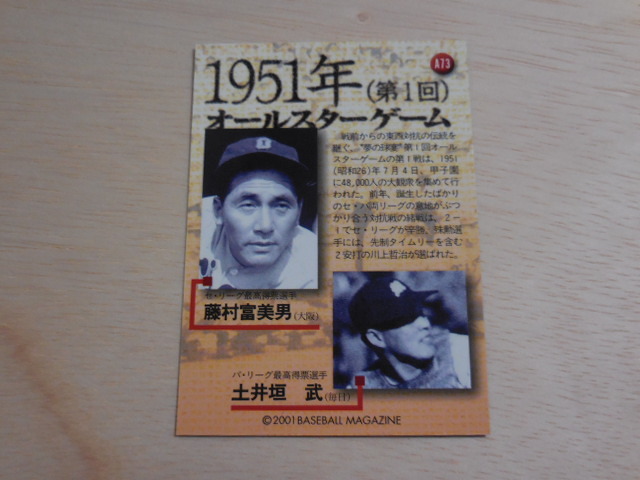 A73
1951年(第1回)
オールスターゲーム
戦前からの東西対抗の伝統を
継ぐ、“夢の球宴”第1回オール
スターゲームの第1戦は、1951
(昭和26)年7月4日、甲子園
に48,000人の大観衆を集めて行
われた。前年、誕生したばかり
のセ・パ両リーグの意地がぶつ
かり合う対抗戦の緒戦は、2-
1でセ・リーグが辛勝。殊勲選
手には、先制タイムリーを含む
2安打の川上哲治が選ばれた。
セ・リーグ最高得票選手
藤村富美男(大阪)
パ・リーグ最高得票選手
土井垣 武(毎日)
©2001 BASEBALL MAGAZINE